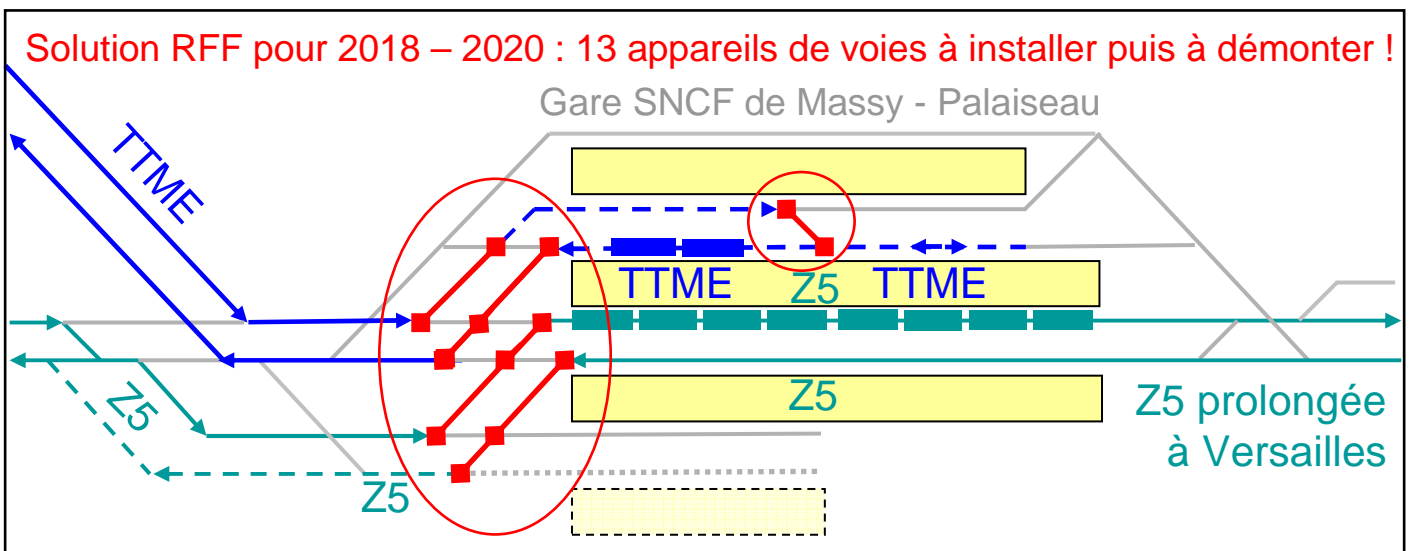 Solution RFF pour 2018 – 2020 : 13 appareils de voies à installer puis à démonter !
Gare SNCF de Massy - Palaiseau
TTME
TTME
Z5
TTME
Z5
Z5
Z5 prolongée
à Versailles
Z5